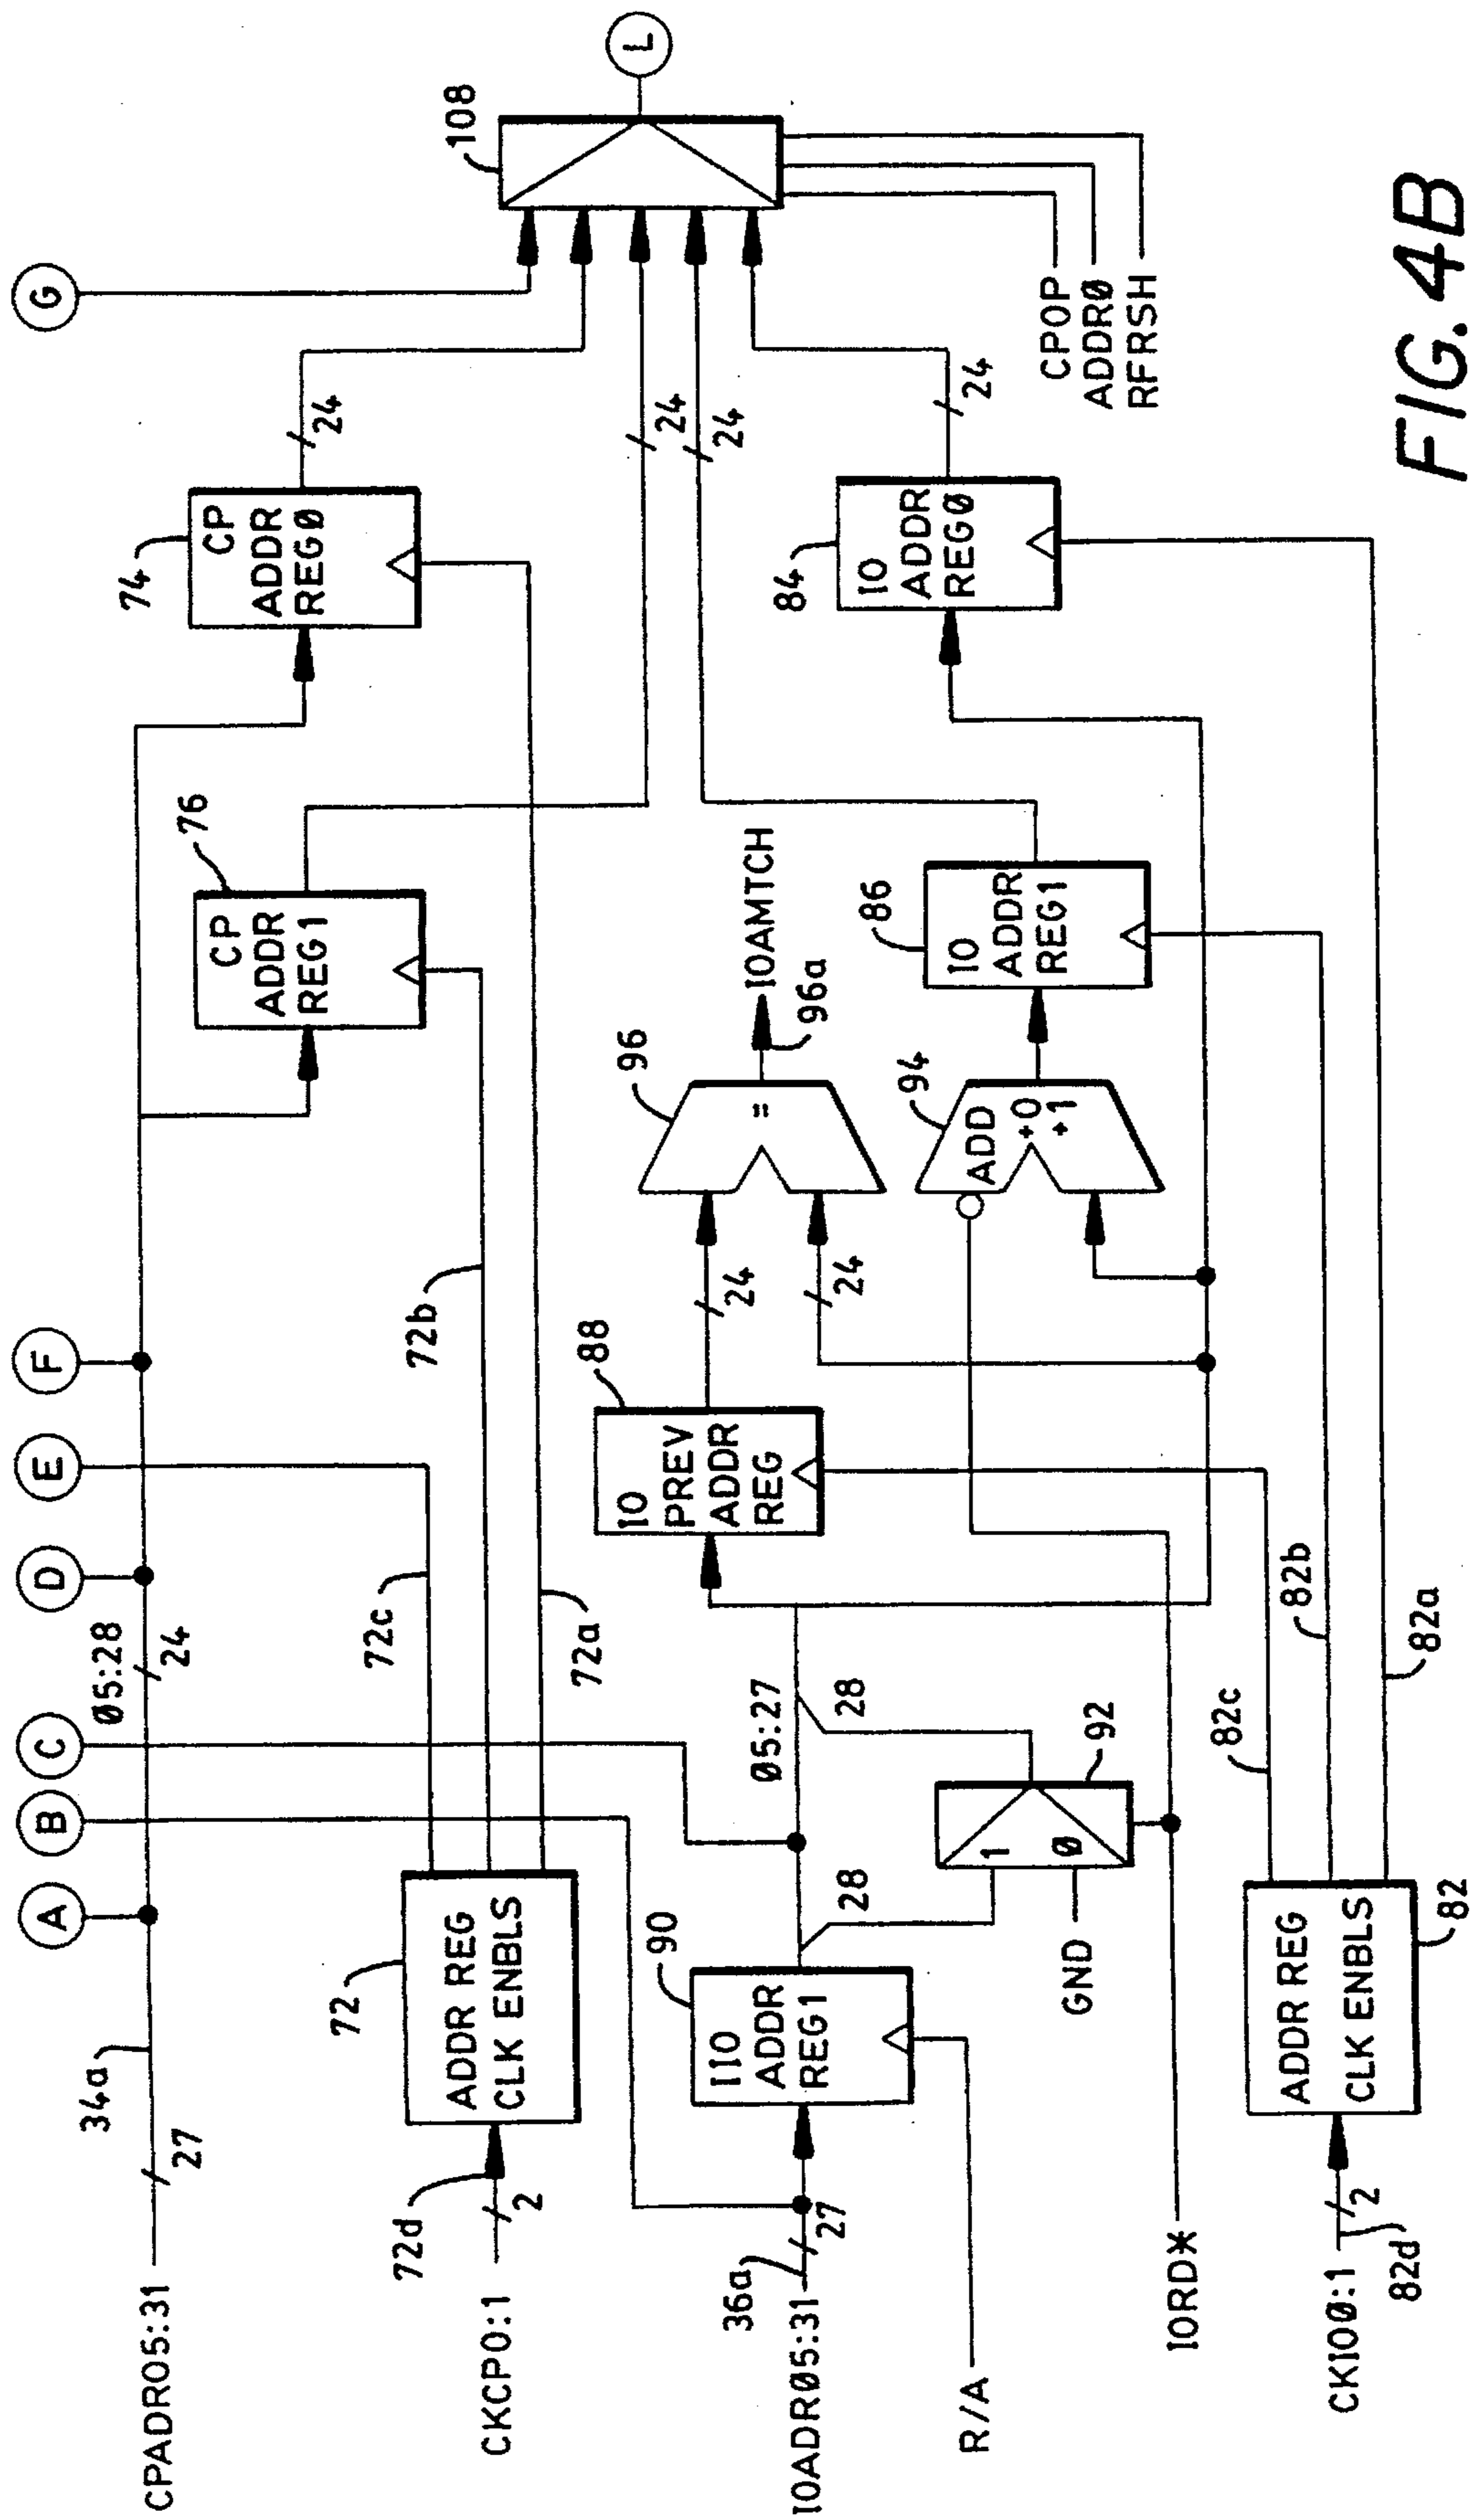 A
B
C
D
E
F
G
CPADR05:31
34a
27
05:28
24
CKCP0:1
72d
2
72
ADDR REG
CLK ENBLS
72c
72b
72a
76
CP
ADDR
REG1
74
CP
ADDR
REG0
24
24
24
108
L
IOADR05:31
36a
27
90
IIO
ADDR
REG1
R/A
28
05:27
28
GND
1
0
92
IORD*
88
IO
PREV
ADDR
REG
24
24
96
=
IOAMTCH
96a
94
ADD
+0
+1
86
IO
ADDR
REG1
84
IO
ADDR
REG0
24
CPOP
ADDR0
RFRSH
CKIO0:1
82d
2
82
ADDR REG
CLK ENBLS
82c
82b
82a
FIG. 4B